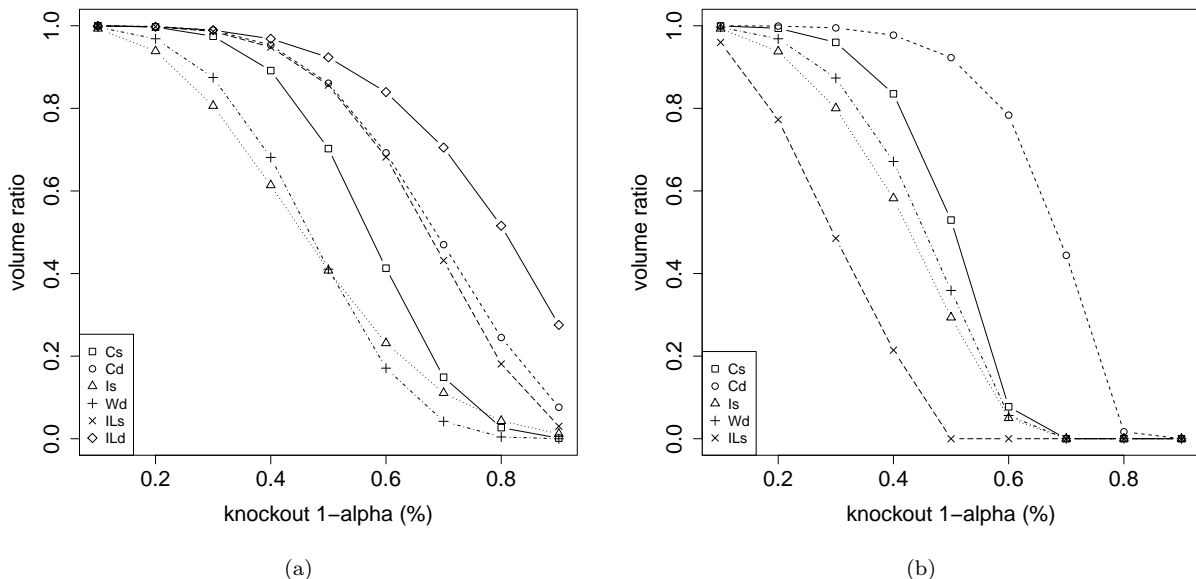 1.0
0.8
0.6
0.4
0.2
0.0
volume ratio
Cs
Cd
Is
Wd
ILs
ILd
0.2 0.4 0.6 0.8
knockout 1−alpha (%)
(a)
1.0
0.8
0.6
0.4
0.2
0.0
volume ratio
Cs
Cd
Is
Wd
ILs
0.2 0.4 0.6 0.8
knockout 1−alpha (%)
(b)